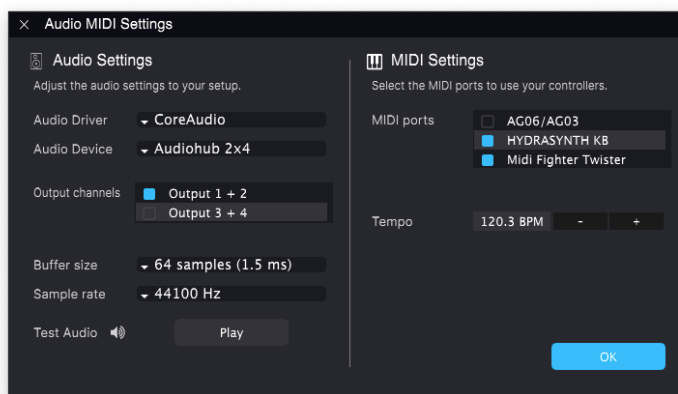 Audio MIDI Settings
Audio Settings
Adjust the audio settings to your setup.
Audio Driver
CoreAudio
Audio Device
Audiohub 2x4
Output channels
Output 1 + 2
Output 3 + 4
Buffer size
64 samples (1.5 ms)
Sample rate
44100 Hz
Test Audio
Play
MIDI Settings
Select the MIDI ports to use your controllers.
MIDI ports
AG06/AG03
HYDRASYNTH KB
Midi Fighter Twister
Tempo
120.3 BPM
-
+
OK